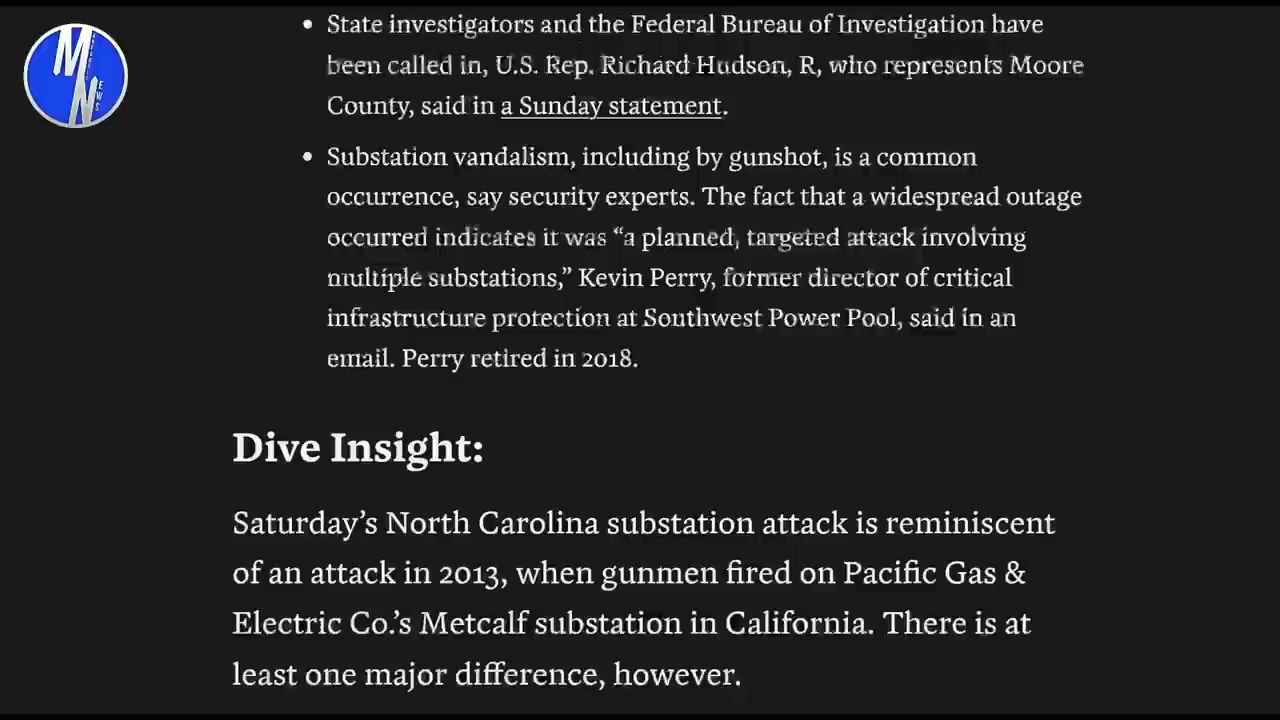 State investigators and the Federal Bureau of Investigation have
been called in, U.S. Rep. Richard Hudson, R, who represents Moore
County, said in a Sunday statement.
Substation vandalism, including by gunshot, is a common
occurrence, say security experts. The fact that a widespread outage
occurred indicates it was “a planned, targeted attack involving
multiple substations,” Kevin Perry, former director of critical
infrastructure protection at Southwest Power Pool, said in an
email. Perry retired in 2018.
Dive Insight:
Saturday’s North Carolina substation attack is reminiscent
of an attack in 2013, when gunmen fired on Pacific Gas &
Electric Co.’s Metcalf substation in California. There is at
least one major difference, however.